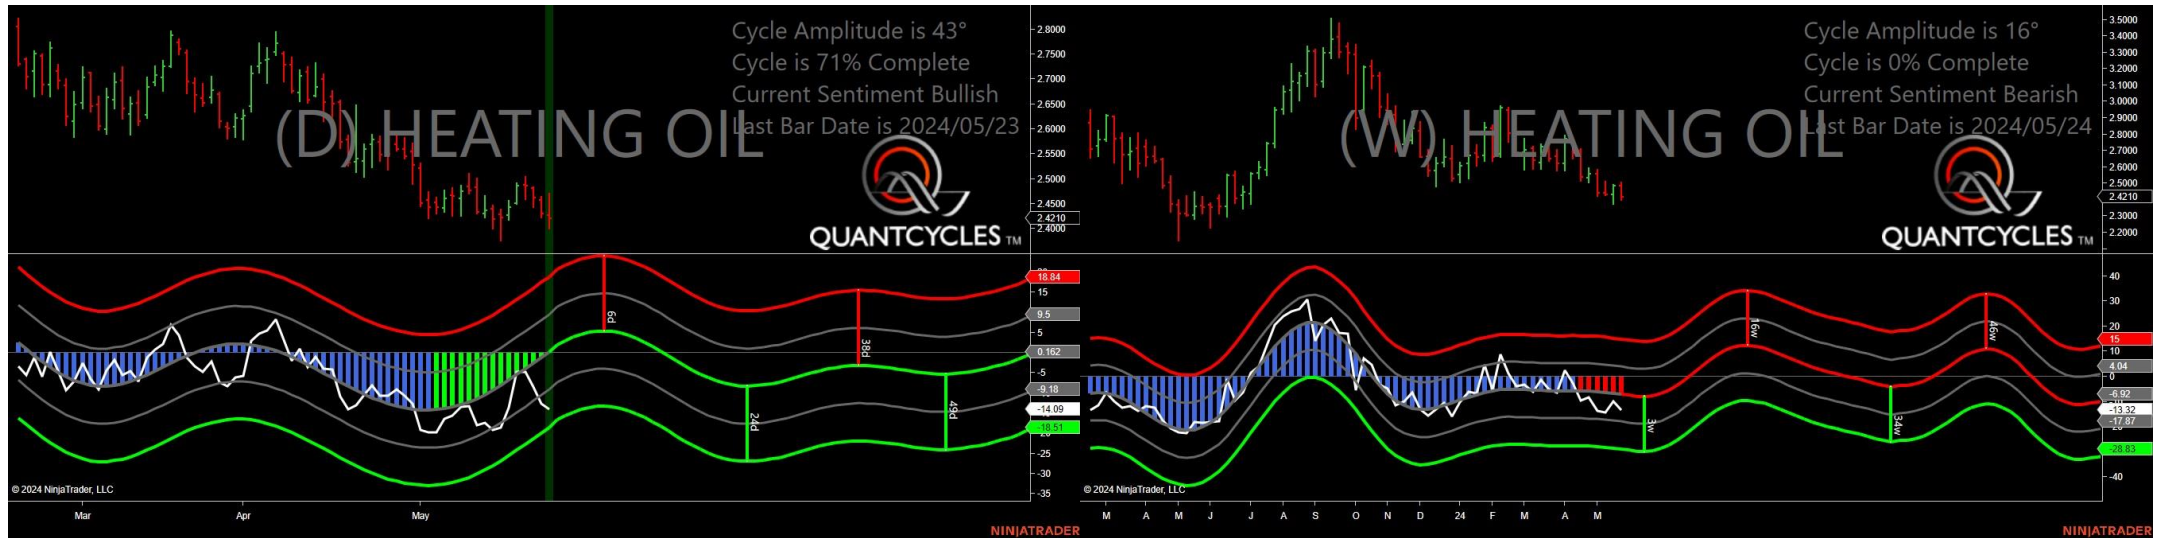 Cycle Amplitude is 43°
Cycle is 71% Complete
Current Sentiment Bullish
Last Bar Date is 2024/05/23
(D) HEATING OIL
QUANTCYCLES TM
2.8000
2.7500
2.7000
2.6500
2.6000
2.5500
2.5000
2.4500
2.4210
2.4000
18.84
15
9.5
5
0.162
-5
-9.18
-14.09
-18.51
-25
-30
-35
6d
24d
38d
49d
© 2024 NinjaTrader, LLC
Mar
Apr
May
NINJATRADER
Cycle Amplitude is 16°
Cycle is 0% Complete
Current Sentiment Bearish
Last Bar Date is 2024/05/24
(W) HEATING OIL
QUANTCYCLES TM
3.5000
3.4000
3.3000
3.2000
3.1000
3.0000
2.9000
2.8000
2.7000
2.6000
2.5000
2.4210
2.3000
2.2000
40
30
20
15
10
4.04
0
-6.92
-13.32
-17.87
-28.83
-40
3w
16w
34w
46w
© 2024 NinjaTrader, LLC
M
A
M
J
J
A
S
O
N
D
24
F
M
A
M
NINJATRADER